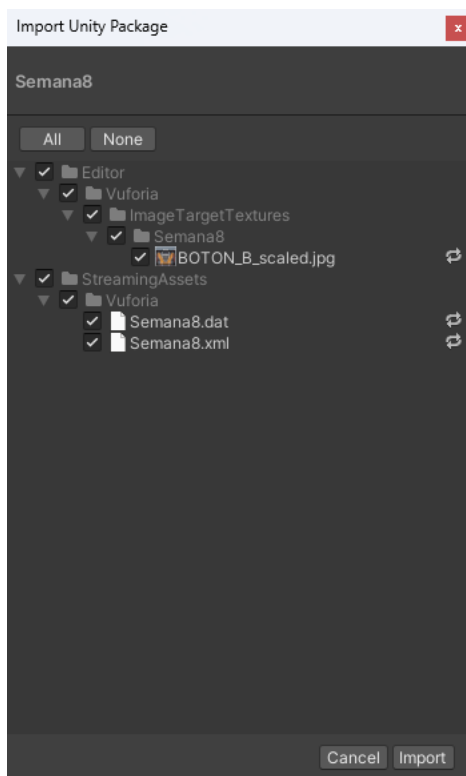 Import Unity Package
x
Semana8
All None
Editor
Vuforia
ImageTargetTextures
Semana8
BOTON_B_scaled.jpg
StreamingAssets
Vuforia
Semana8.dat
Semana8.xml
Cancel Import